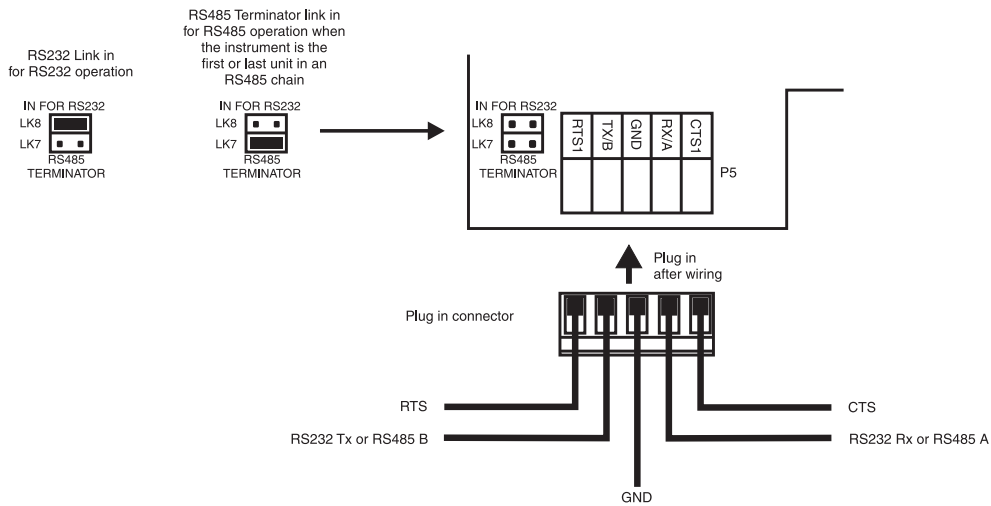 RS232 Link in
for RS232 operation
IN FOR RS232
LK8
LK7
RS485
TERMINATOR
RS485 Terminator link in
for RS485 operation when
the instrument is the
first or last unit in an
RS485 chain
IN FOR RS232
LK8
LK7
RS485
TERMINATOR
IN FOR RS232
LK8
LK7
RS485
TERMINATOR
RTS1
TX/B
GND
RX/A
CTS1
P5
Plug in
after wiring
Plug in connector
RTS
CTS
RS232 Tx or RS485 B
RS232 Rx or RS485 A
GND